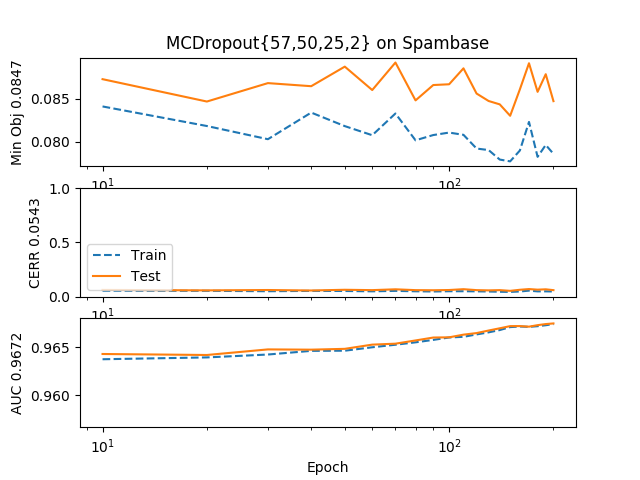 MCDropout{57,50,25,2} on Spambase
Min Obj 0.0847
0.085
0.080
10¹ 10²
CERR 0.0543
1.0
0.5
0.0
Train
Test
10¹ 10²
AUC 0.9672
0.965
0.960
10¹ 10²
Epoch